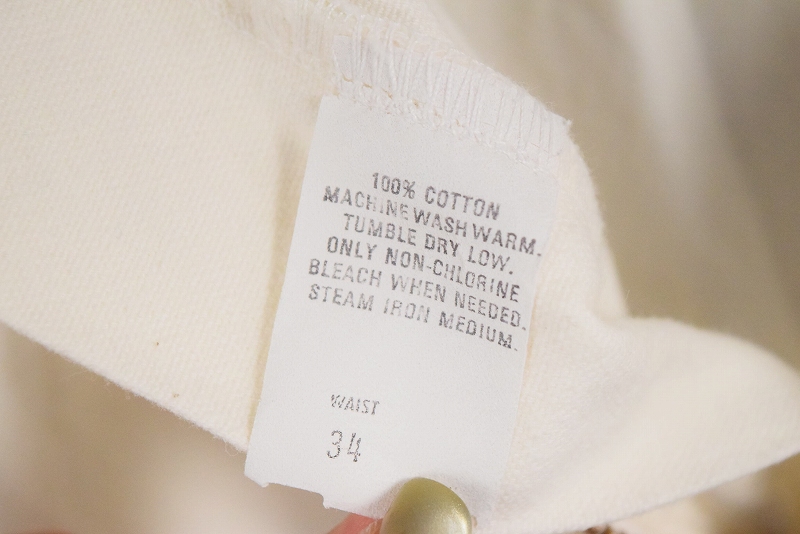 100% COTTON
MACHINE WASH WARM.
TUMBLE DRY LOW.
ONLY NON-CHLORINE
BLEACH WHEN NEEDED.
STEAM IRON MEDIUM.
WAIST
34